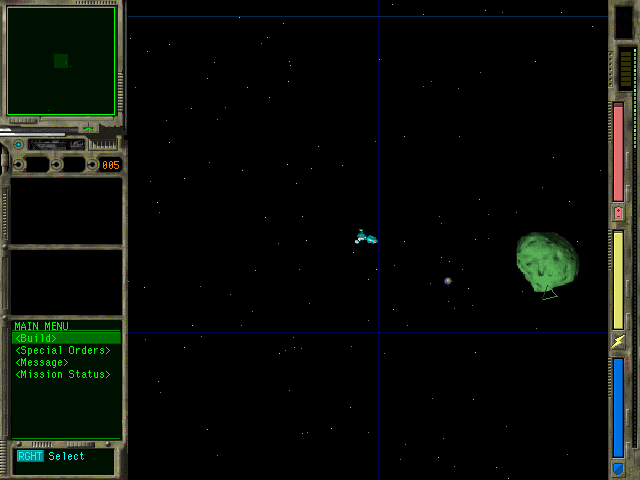 005
MAIN MENU
<Build>
<Special Orders>
<Message>
<Mission Status>
RGHT Select